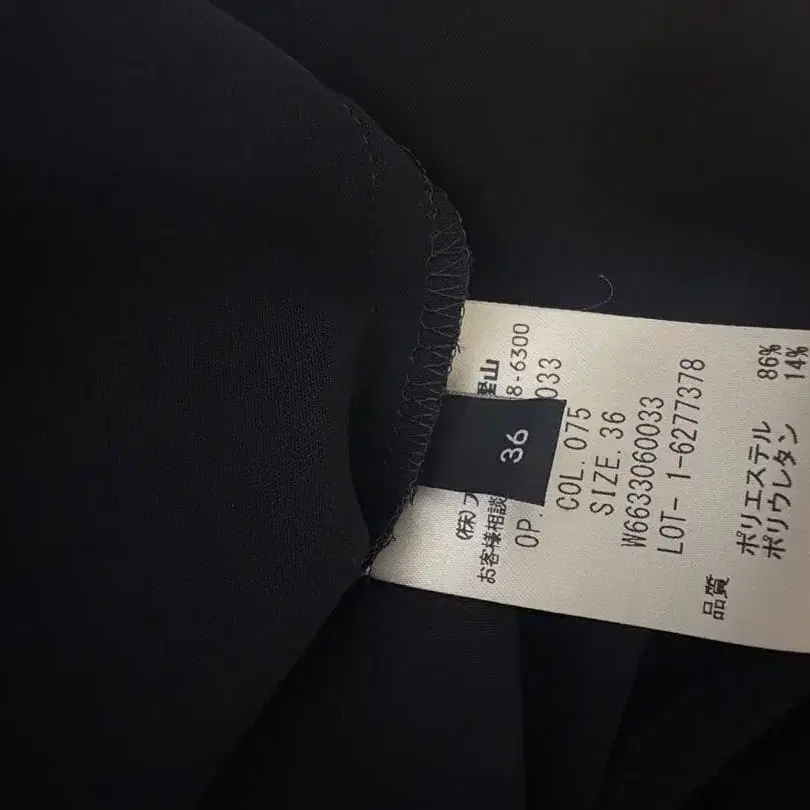 36
(株)
8-6300
お客様相談
OP. 033
COL. 075
SIZE. 36
W6633060033
LOT- 1-6277378
品質
ポリエステル 86%
ポリウレタン 14%